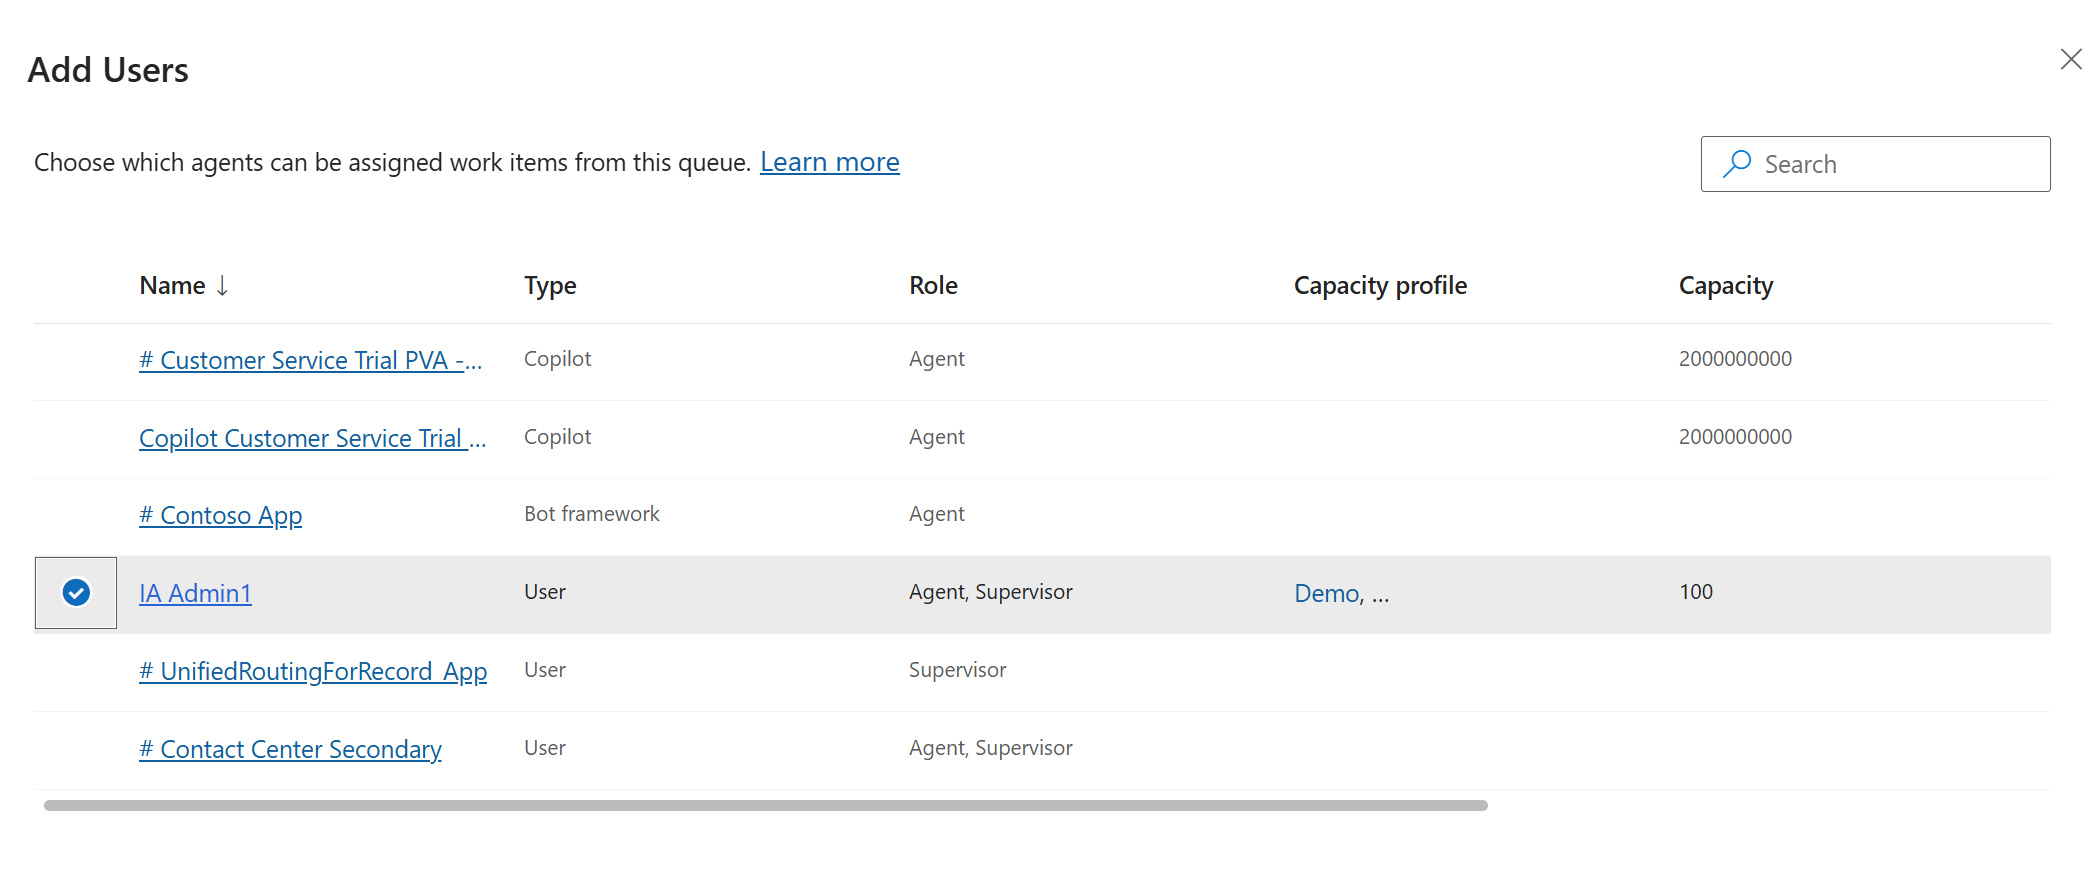 Add Users
Choose which agents can be assigned work items from this queue. Learn more
Search
Name ↓ Type Role Capacity profile Capacity
# Customer Service Trial PVA -... Copilot Agent 2000000000
Copilot Customer Service Trial ... Copilot Agent 2000000000
# Contoso App Bot framework Agent
IA Admin1 User Agent, Supervisor Demo, ... 100
# UnifiedRoutingForRecord_App User Supervisor
# Contact Center Secondary User Agent, Supervisor